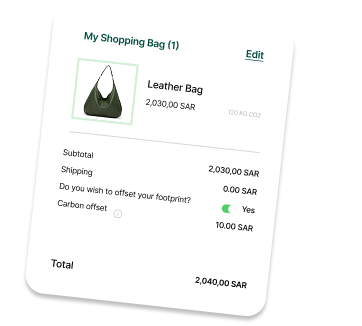 My Shopping Bag (1)
Edit
Leather Bag
2,030,00 SAR
120 KG CO2
Subtotal 2,030,00 SAR
Shipping 0.00 SAR
Do you wish to offset your footprint? Yes
Carbon offset 10.00 SAR
Total 2,040,00 SAR